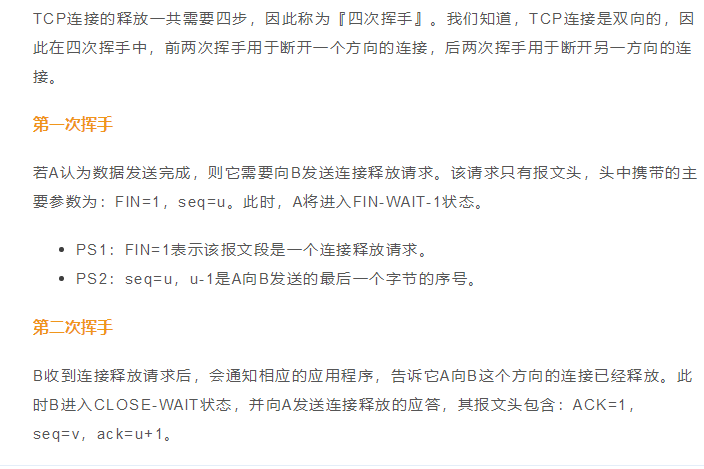 TCP连接的释放一共需要四步，因此称为『四次挥手』。我们知道，TCP连接是双向的，因
此在四次挥手中，前两次挥手用于断开一个方向的连接，后两次挥手用于断开另一方向的连
接。
第一次挥手
若A认为数据发送完成，则它需要向B发送连接释放请求。该请求只有报文头，头中携带的主
要参数为：FIN=1，seq=u。此时，A将进入FIN-WAIT-1状态。
• PS1：FIN=1表示该报文段是一个连接释放请求。
• PS2：seq=u，u-1是A向B发送的最后一个字节的序号。
第二次挥手
B收到连接释放请求后，会通知相应的应用程序，告诉它A向B这个方向的连接已经释放。此
时B进入CLOSE-WAIT状态，并向A发送连接释放的应答，其报文头包含：ACK=1，
seq=v，ack=u+1。